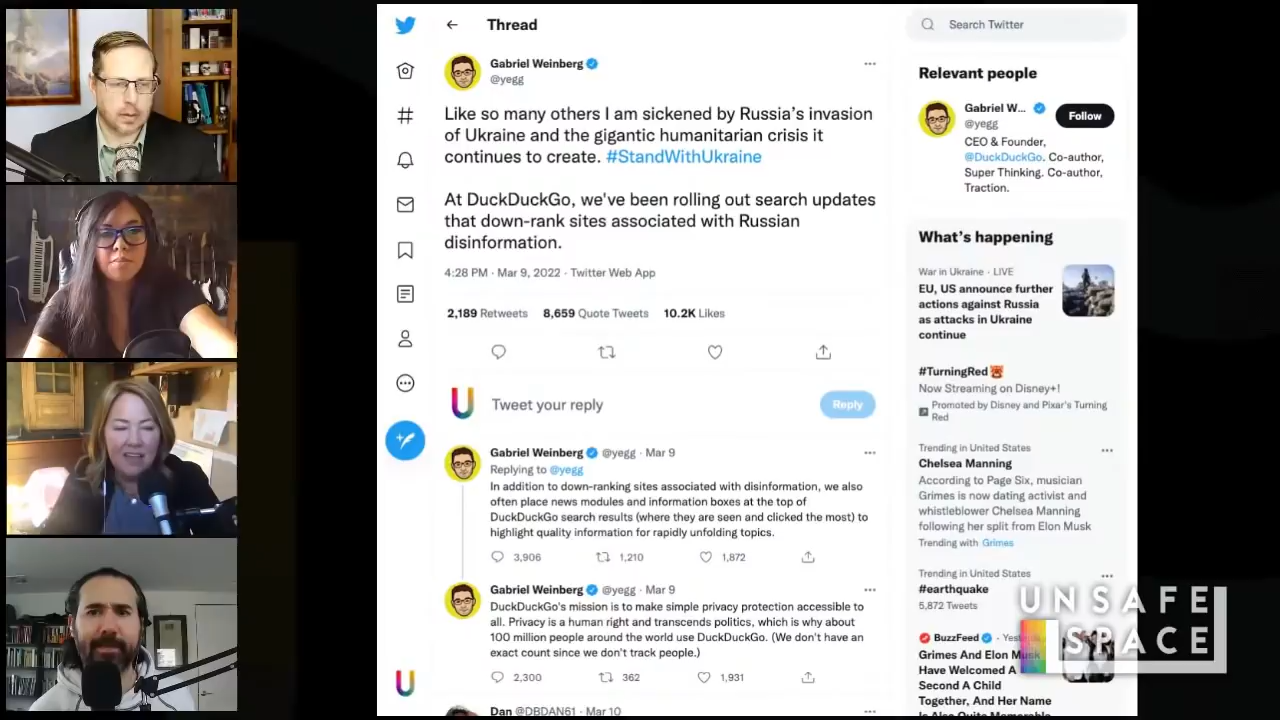 Thread
Search Twitter
Gabriel Weinberg
@yegg
Like so many others I am sickened by Russia's invasion
of Ukraine and the gigantic humanitarian crisis it
continues to create. #StandWithUkraine
At DuckDuckGo, we've been rolling out search updates
that down-rank sites associated with Russian
disinformation.
4:28 PM · Mar 9, 2022 · Twitter Web App
2,189 Retweets 8,659 Quote Tweets 10.2K Likes
Tweet your reply
Reply
Gabriel Weinberg @yegg · Mar 9
Replying to @yegg
In addition to down-ranking sites associated with disinformation, we also
often place news modules and information boxes at the top of
DuckDuckGo search results (where they are seen and clicked the most) to
highlight quality information for rapidly unfolding topics.
3,906 1,210 1,872
Gabriel Weinberg @yegg · Mar 9
DuckDuckGo's mission is to make simple privacy protection accessible to
all. Privacy is a human right and transcends politics, which is why about
100 million people around the world use DuckDuckGo. (We don't have an
exact count since we don't track people.)
2,300 362 1,931
Dan @DBDAN61 · Mar 10
Relevant people
Gabriel W...
@yegg
Follow
CEO & Founder,
@DuckDuckGo. Co-author,
Super Thinking. Co-author,
Traction.
What's happening
War in Ukraine · LIVE
EU, US announce further
actions against Russia
as attacks in Ukraine
continue
#TurningRed
Now Streaming on Disney+!
Promoted by Disney and Pixar's Turning
Red
Trending in United States
Chelsea Manning
According to Page Six, musician
Grimes is now dating activist and
whistleblower Chelsea Manning
following her split from Elon Musk
Trending with Grimes
Trending in United States
#earthquake
5,872 Tweets
BuzzFeed
Grimes And Elon Musk
Have Welcomed A
Second A Child
Together, And Her Name
UNSAFE
SPACE